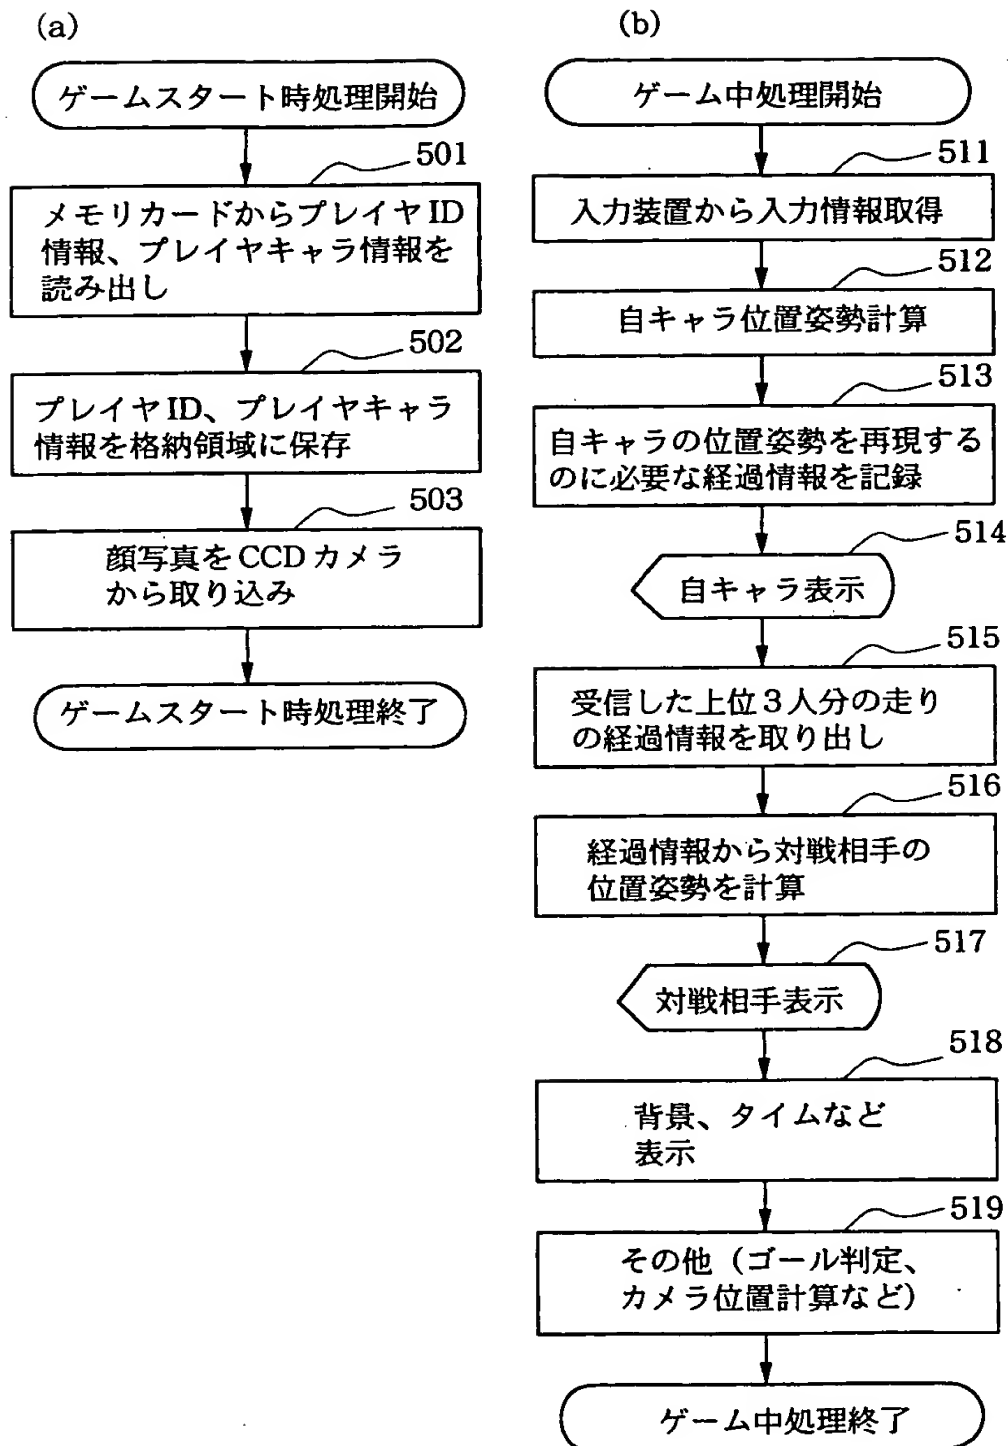 (a)
ゲームスタート時処理開始
501
メモリカードからプレイヤID
情報、プレイヤキャラ情報を
読み出し
502
プレイヤID、プレイヤキャラ
情報を格納領域に保存
503
顔写真をCCDカメラ
から取り込み
ゲームスタート時処理終了
(b)
ゲーム中処理開始
511
入力装置から入力情報取得
512
自キャラ位置姿勢計算
513
自キャラの位置姿勢を再現する
のに必要な経過情報を記録
514
自キャラ表示
515
受信した上位3人分の走り
の経過情報を取り出し
516
経過情報から対戦相手の
位置姿勢を計算
517
対戦相手表示
518
背景、タイムなど
表示
519
その他（ゴール判定、
カメラ位置計算など）
ゲーム中処理終了